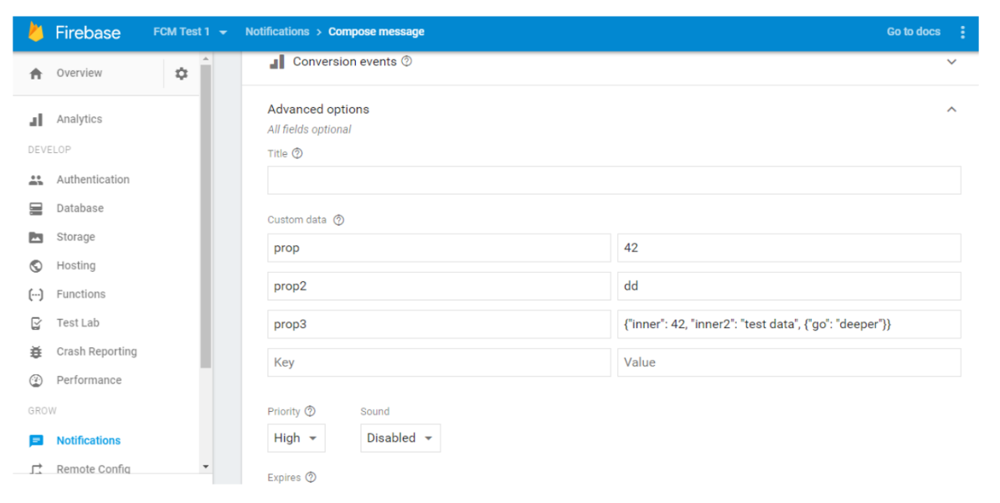 Firebase FCM Test 1 Notifications > Compose message Go to docs
Overview
Analytics
DEVELOP
Authentication
Database
Storage
Hosting
Functions
Test Lab
Crash Reporting
Performance
GROW
Notifications
Remote Config
Conversion events
Advanced options
All fields optional
Title
Custom data
prop 42
prop2 dd
prop3 {"inner": 42, "inner2": "test data", {"go": "deeper"}}
Key Value
Priority Sound
High Disabled
Expires